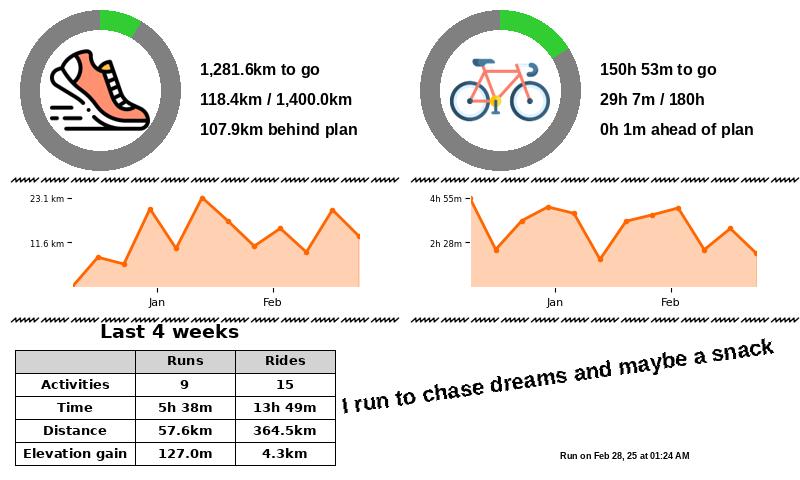 1,281.6km to go
118.4km / 1,400.0km
107.9km behind plan
150h 53m to go
29h 7m / 180h
0h 1m ahead of plan
23.1 km
11.6 km
Jan Feb
4h 55m
2h 28m
Jan Feb
Last 4 weeks
Runs Rides
Activities 9 15
Time 5h 38m 13h 49m
Distance 57.6km 364.5km
Elevation gain 127.0m 4.3km
I run to chase dreams and maybe a snack
Run on Feb 28, 25 at 01:24 AM